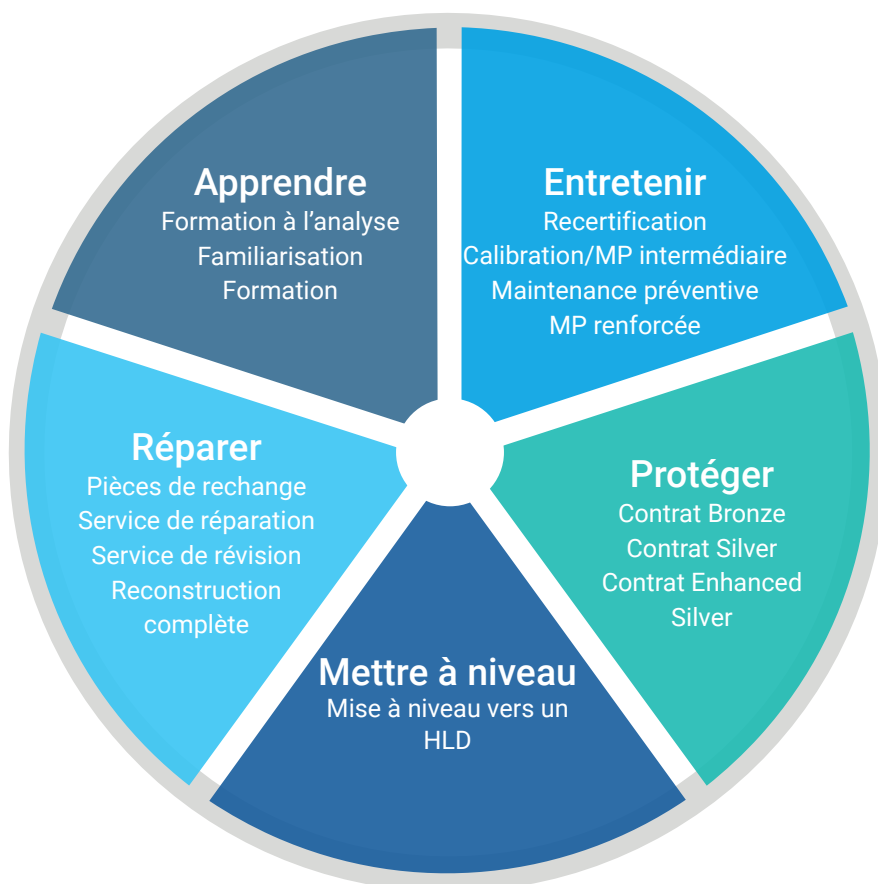 Apprendre
Formation à l’analyse
Familiarisation
Formation
Entretenir
Recertification
Calibration/MP intermédiaire
Maintenance préventive
MP renforcée
Réparer
Pièces de rechange
Service de réparation
Service de révision
Reconstruction
complète
Protéger
Contrat Bronze
Contrat Silver
Contrat Enhanced
Silver
Mettre à niveau
Mise à niveau vers un
HLD